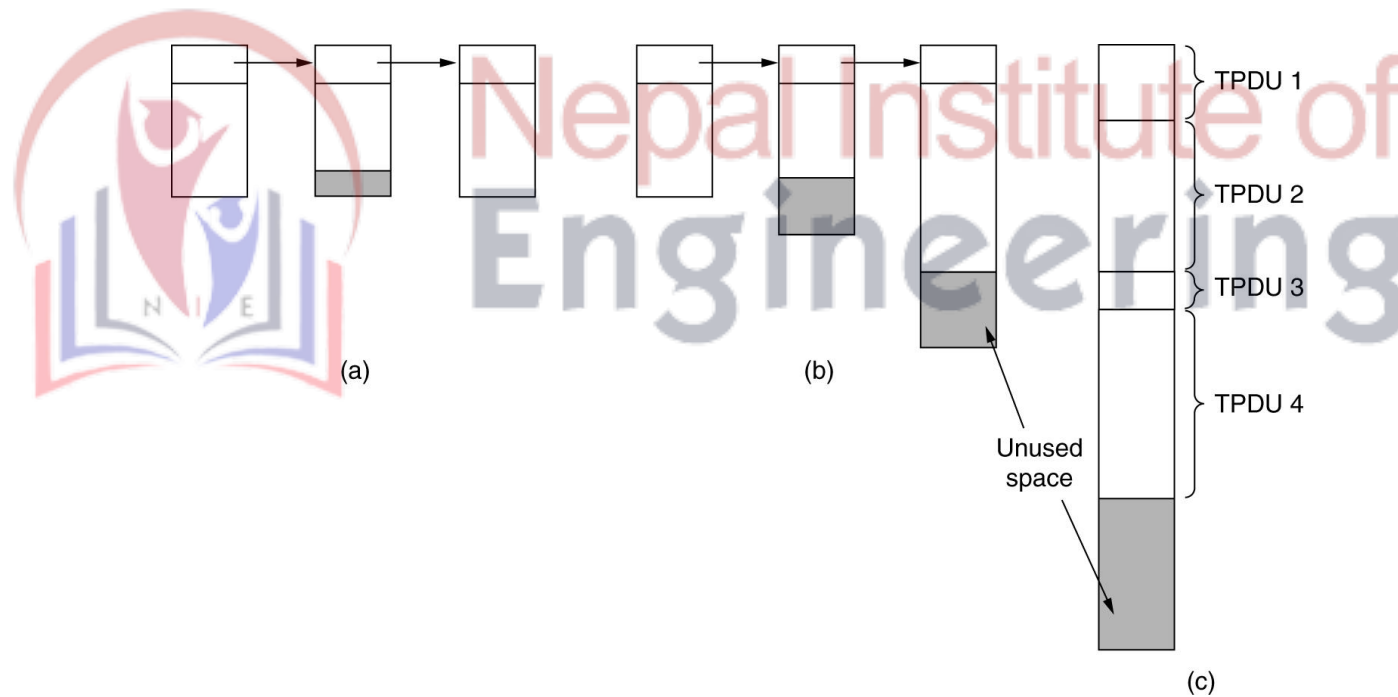 Nepal Institute of
Engineering
N I E
TPDU 1
TPDU 2
TPDU 3
TPDU 4
(a)
(b)
Unused
space
(c)